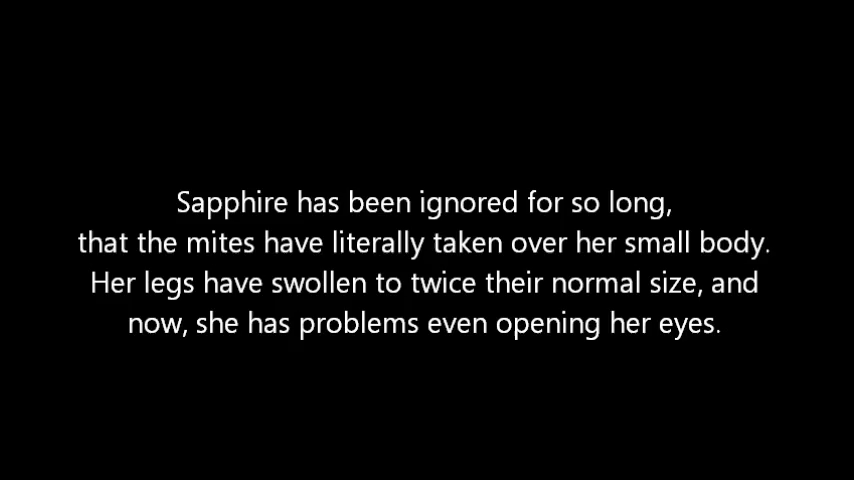 Sapphire has been ignored for so long,
that the mites have literally taken over her small body.
Her legs have swollen to twice their normal size, and
now, she has problems even opening her eyes.